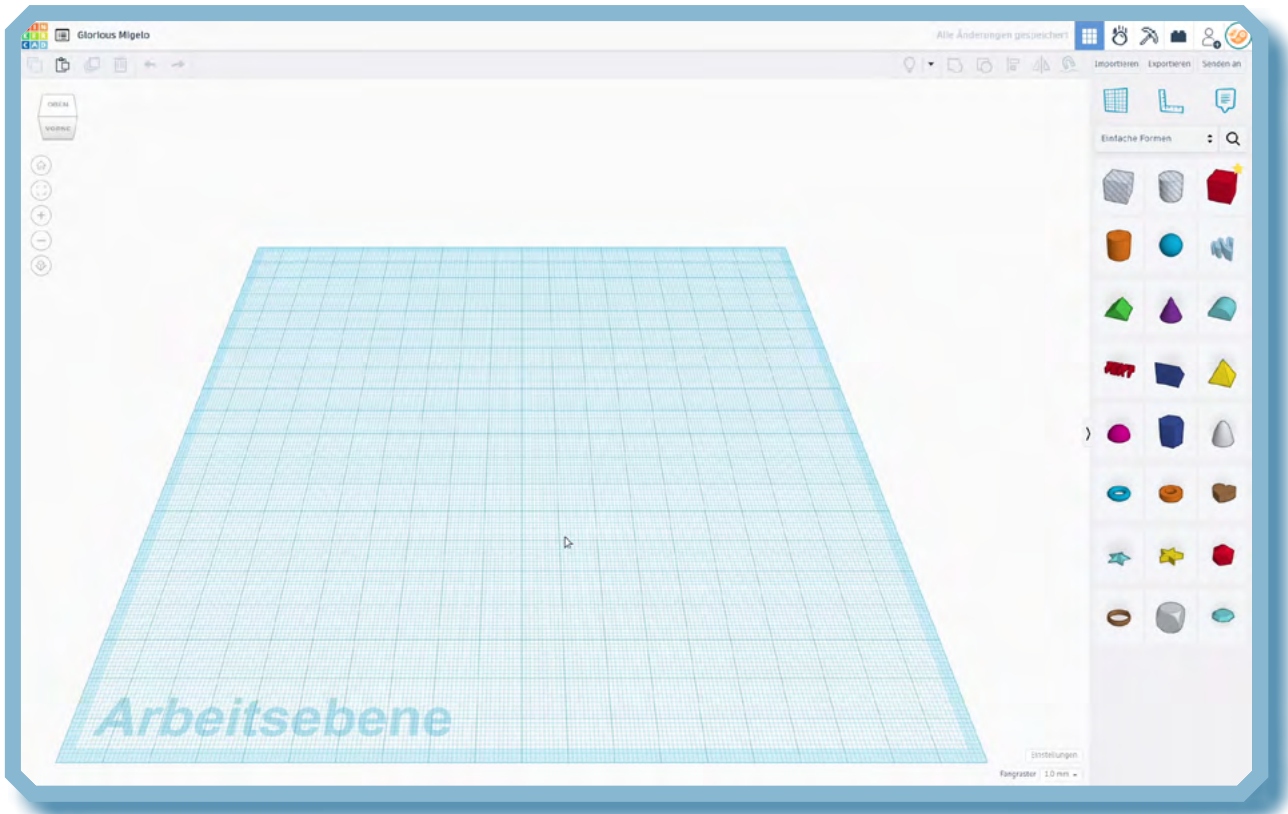 TIN
KER
CAD
Glorious Migelo
Alle Änderungen gespeichert
Importieren Exportieren Senden an
OBEN
VORNE
Einfache Formen
TEXT
Arbeitsebene
Einstellungen
Fangraster 1.0 mm